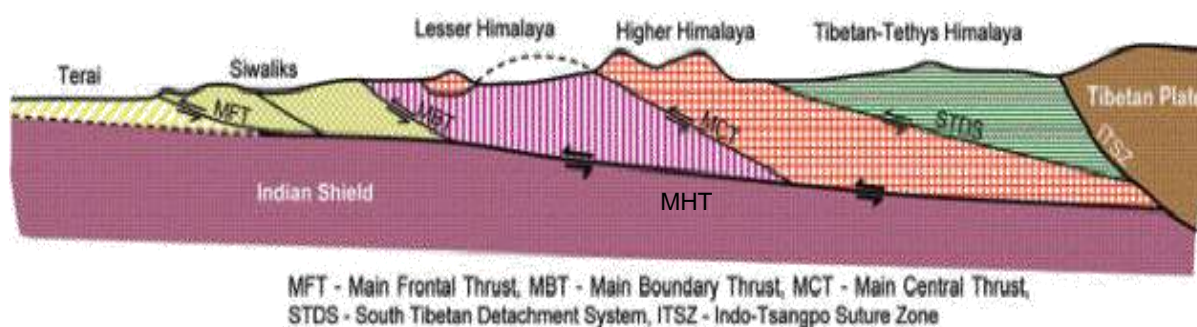 Lesser Himalaya
Higher Himalaya
Tibetan-Tethys Himalaya
Terai
Siwaliks
Tibetan Plate
MFT
MBT
MCT
STDS
ITSZ
Indian Shield
MHT
MFT - Main Frontal Thrust, MBT - Main Boundary Thrust, MCT - Main Central Thrust,
STDS - South Tibetan Detachment System, ITSZ - Indo-Tsangpo Suture Zone